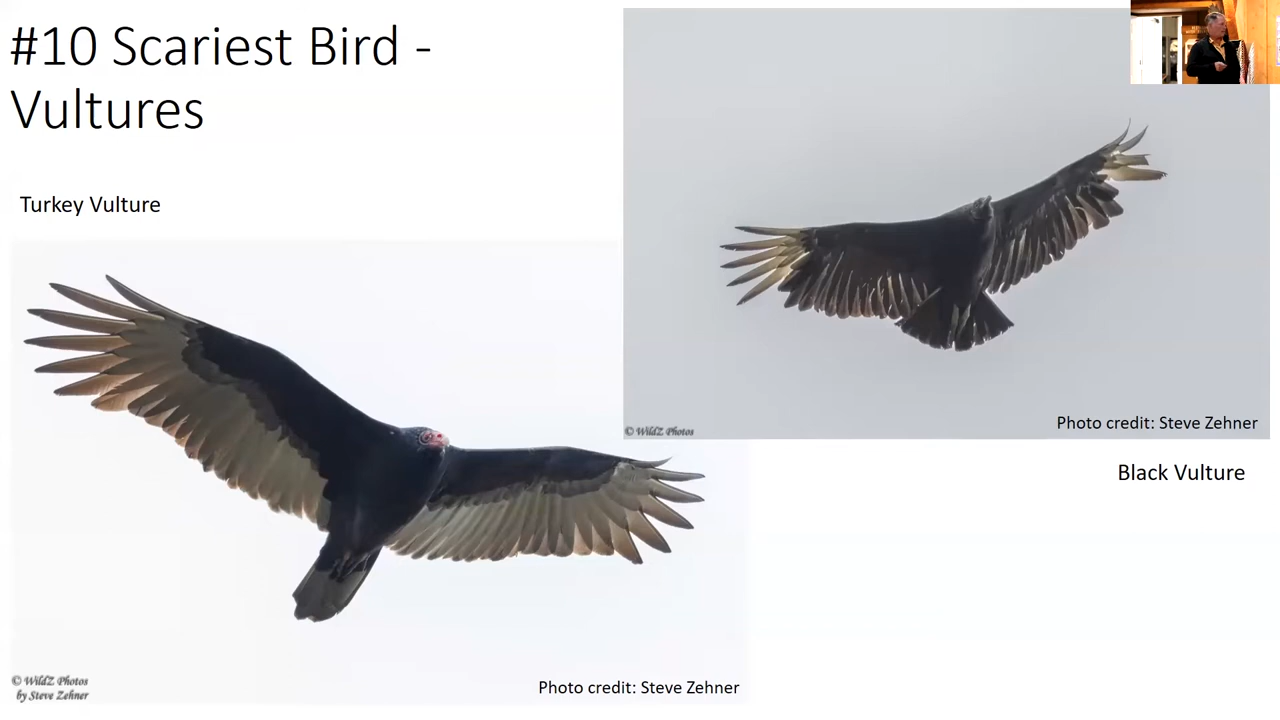 #10 Scariest Bird -
Vultures
Turkey Vulture
© WildZ Photos
Photo credit: Steve Zehner
Black Vulture
© WildZ Photos
by Steve Zehner
Photo credit: Steve Zehner